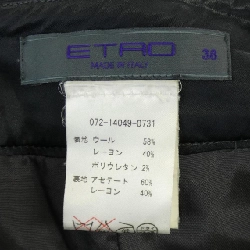 ETRO
MADE IN ITALY
38
072-14049-0731
表地 ウール 58%
レーヨン 40%
ポリウレタン 2%
裏地 アセテート 60%
レーヨン 40%